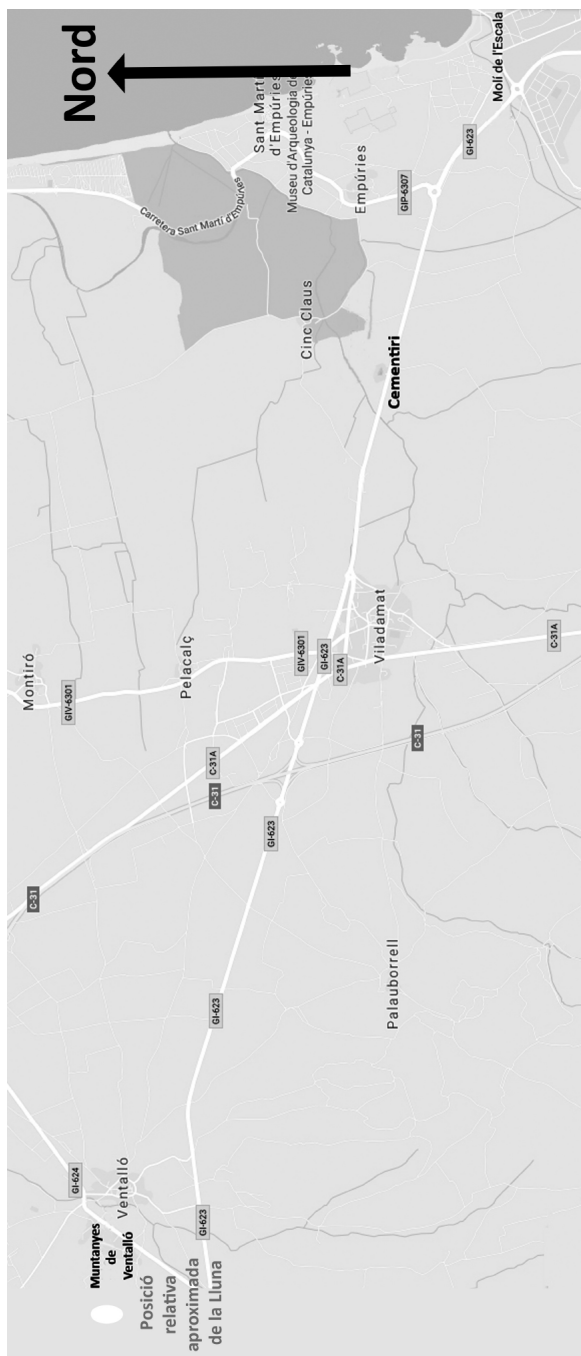 Nord
Montiró
C-31
GIV-6301
GI-624
Muntanyes
de
Ventalló
Ventalló
Posició
relativa
aproximada
de la Lluna
GI-623
GI-623
GI-623
C-31
C-31A
Pelacalç
Carretera Sant Martí d'Empúries
Sant Martí
d'Empúries
Museu d'Arqueologia de
Catalunya - Empúries
Cinc Claus
GIV-6301
GI-623
C-31A
Empúries
GIP-6307
Cementiri
Viladamat
Palauborrell
C-31
GI-623
Molí de l'Escala
C-31A